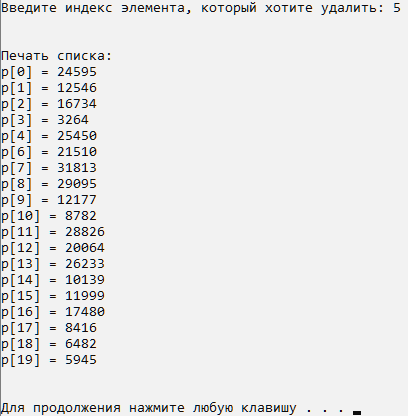 Введите индекс элемента, который хотите удалить: 5
Печать списка:
p[0] = 24595
p[1] = 12546
p[2] = 16734
p[3] = 3264
p[4] = 25450
p[6] = 21510
p[7] = 31813
p[8] = 29095
p[9] = 12177
p[10] = 8782
p[11] = 28826
p[12] = 20064
p[13] = 26233
p[14] = 10139
p[15] = 11999
p[16] = 17480
p[17] = 8416
p[18] = 6482
p[19] = 5945
Для продолжения нажмите любую клавишу . . .